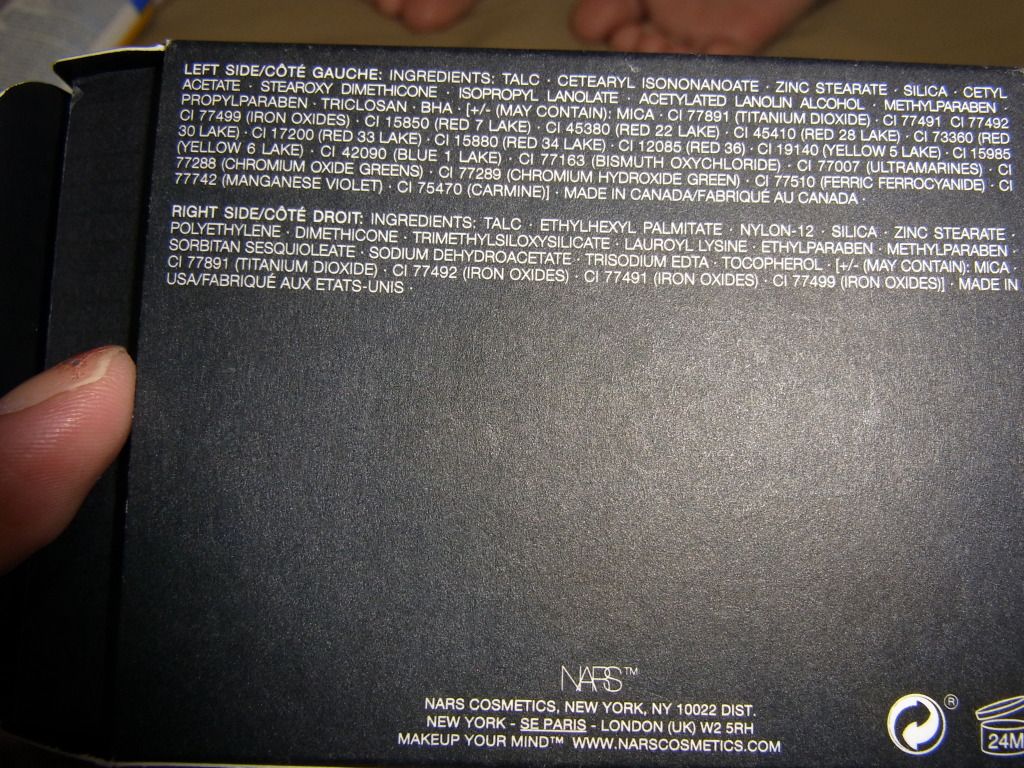 LEFT SIDE/CÔTÉ GAUCHE: INGREDIENTS: TALC · CETEARYL ISONONANOATE · ZINC STEARATE · SILICA · CETYL
ACETATE · STEAROXY DIMETHICONE · ISOPROPYL LANOLATE · ACETYLATED LANOLIN ALCOHOL · METHYLPARABEN ·
PROPYLPARABEN · TRICLOSAN · BHA · [+/- (MAY CONTAIN): MICA · CI 77891 (TITANIUM DIOXIDE) · CI 77491 CI 77492
CI 77499 (IRON OXIDES) · CI 15850 (RED 7 LAKE) · CI 45380 (RED 22 LAKE) · CI 45410 (RED 28 LAKE) · CI 73360 (RED
30 LAKE) · CI 17200 (RED 33 LAKE) · CI 15880 (RED 34 LAKE) · CI 12085 (RED 36) · CI 19140 (YELLOW 5 LAKE) · CI 15985
(YELLOW 6 LAKE) · CI 42090 (BLUE 1 LAKE) · CI 77163 (BISMUTH OXYCHLORIDE) · CI 77007 (ULTRAMARINES) · CI
77288 (CHROMIUM OXIDE GREENS) · CI 77289 (CHROMIUM HYDROXIDE GREEN) · CI 77510 (FERRIC FERROCYANIDE) · CI
77742 (MANGANESE VIOLET) · CI 75470 (CARMINE)] · MADE IN CANADA/FABRIQUÉ AU CANADA ·
RIGHT SIDE/CÔTÉ DROIT: INGREDIENTS: TALC · ETHYLHEXYL PALMITATE · NYLON-12 · SILICA · ZINC STEARATE ·
POLYETHYLENE · DIMETHICONE · TRIMETHYLSILOXYSILICATE · LAUROYL LYSINE · ETHYLPARABEN · METHYLPARABEN ·
SORBITAN SESQUIOLEATE · SODIUM DEHYDROACETATE · TRISODIUM EDTA · TOCOPHEROL · [+/- (MAY CONTAIN): MICA ·
CI 77891 (TITANIUM DIOXIDE) · CI 77492 (IRON OXIDES) · CI 77491 (IRON OXIDES) · CI 77499 (IRON OXIDES)] · MADE IN
USA/FABRIQUÉ AUX ETATS-UNIS ·
NARS™
NARS COSMETICS, NEW YORK, NY 10022 DIST.
NEW YORK - SE PARIS - LONDON (UK) W2 5RH
MAKEUP YOUR MIND™ WWW.NARSCOSMETICS.COM
®
24M